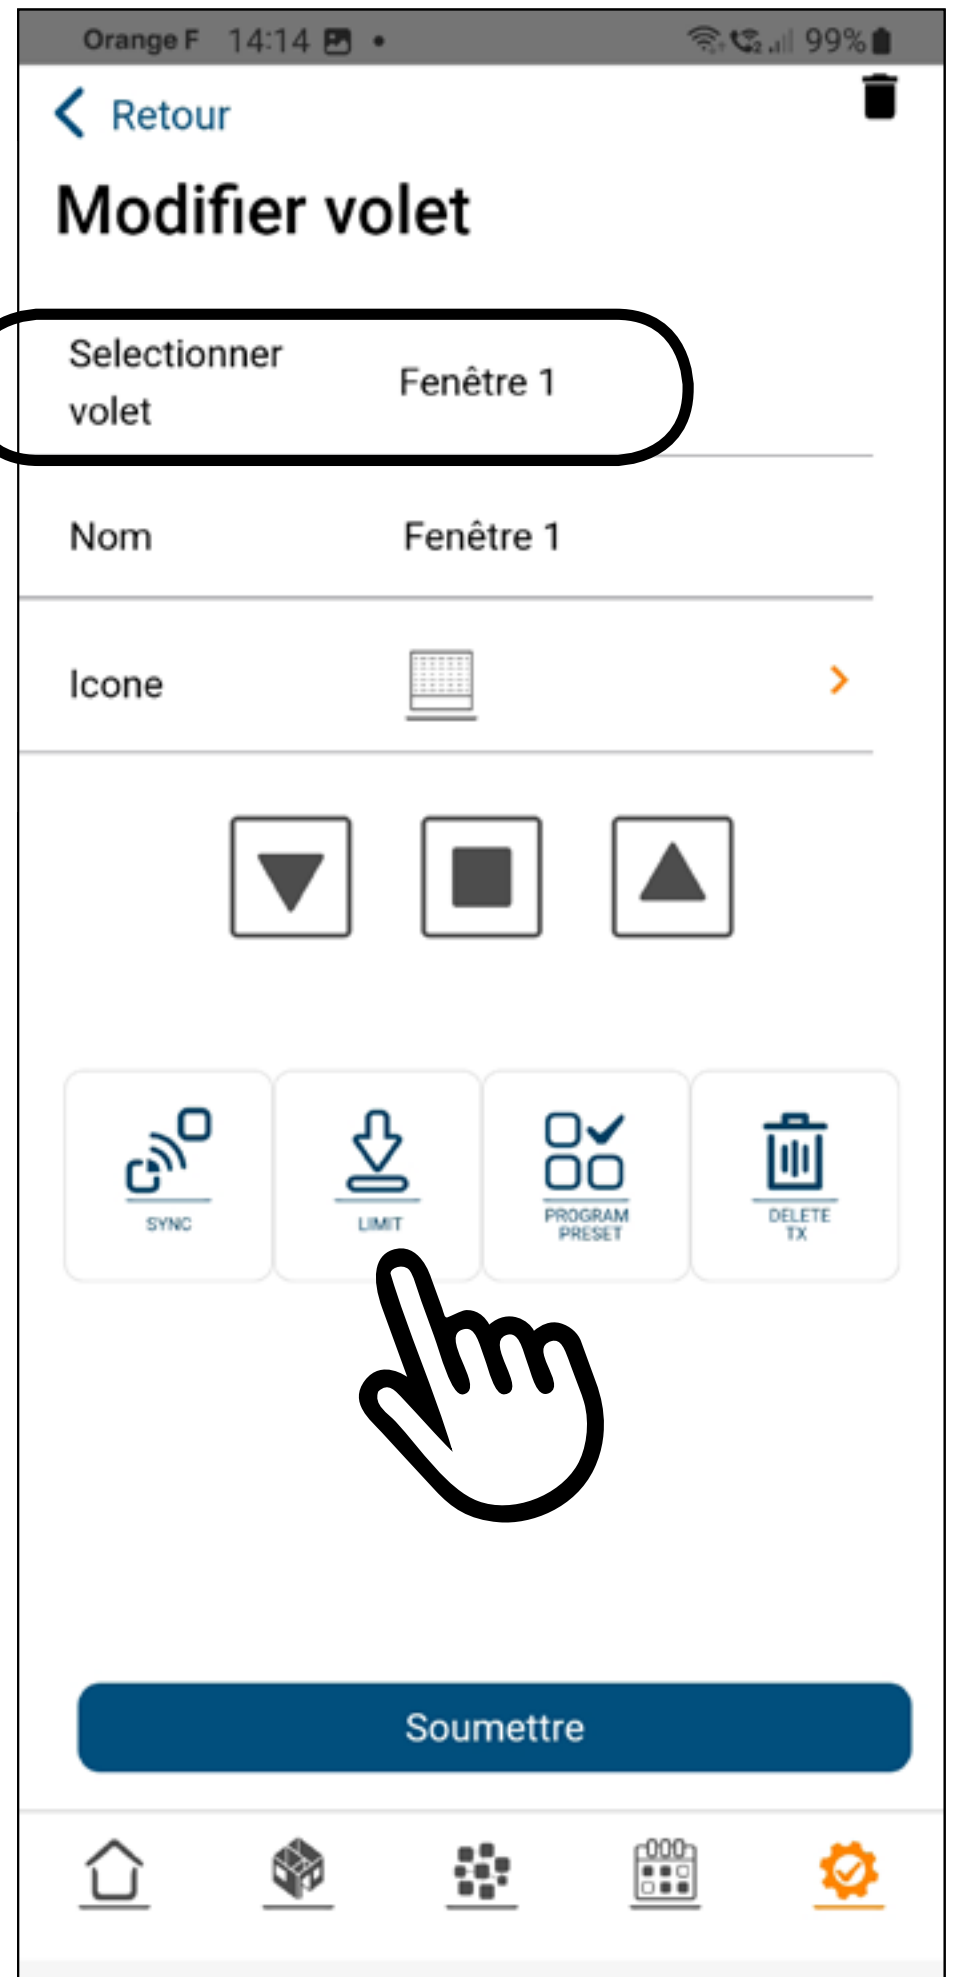 Orange F 14:14 99%
Retour
Modifier volet
Selectionner
volet
Fenêtre 1
Nom Fenêtre 1
Icone
SYNC
LIMIT
PROGRAM
PRESET
DELETE
TX
Soumettre